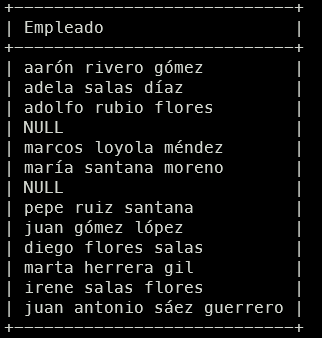 +----------------------------+
| Empleado                   |
+----------------------------+
| aarón rivero gómez         |
| adela salas díaz           |
| adolfo rubio flores        |
| NULL                       |
| marcos loyola méndez       |
| maría santana moreno       |
| NULL                       |
| pepe ruiz santana          |
| juan gómez lópez           |
| diego flores salas         |
| marta herrera gil          |
| irene salas flores         |
| juan antonio sáez guerrero |
+----------------------------+